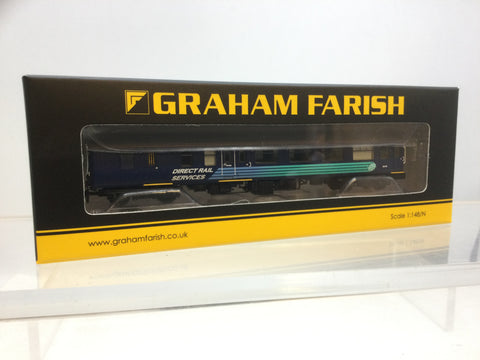 GRAHAM FARISH
DIRECT RAIL
SERVICES
www.grahamfarish.co.uk
Scale 1:148/N